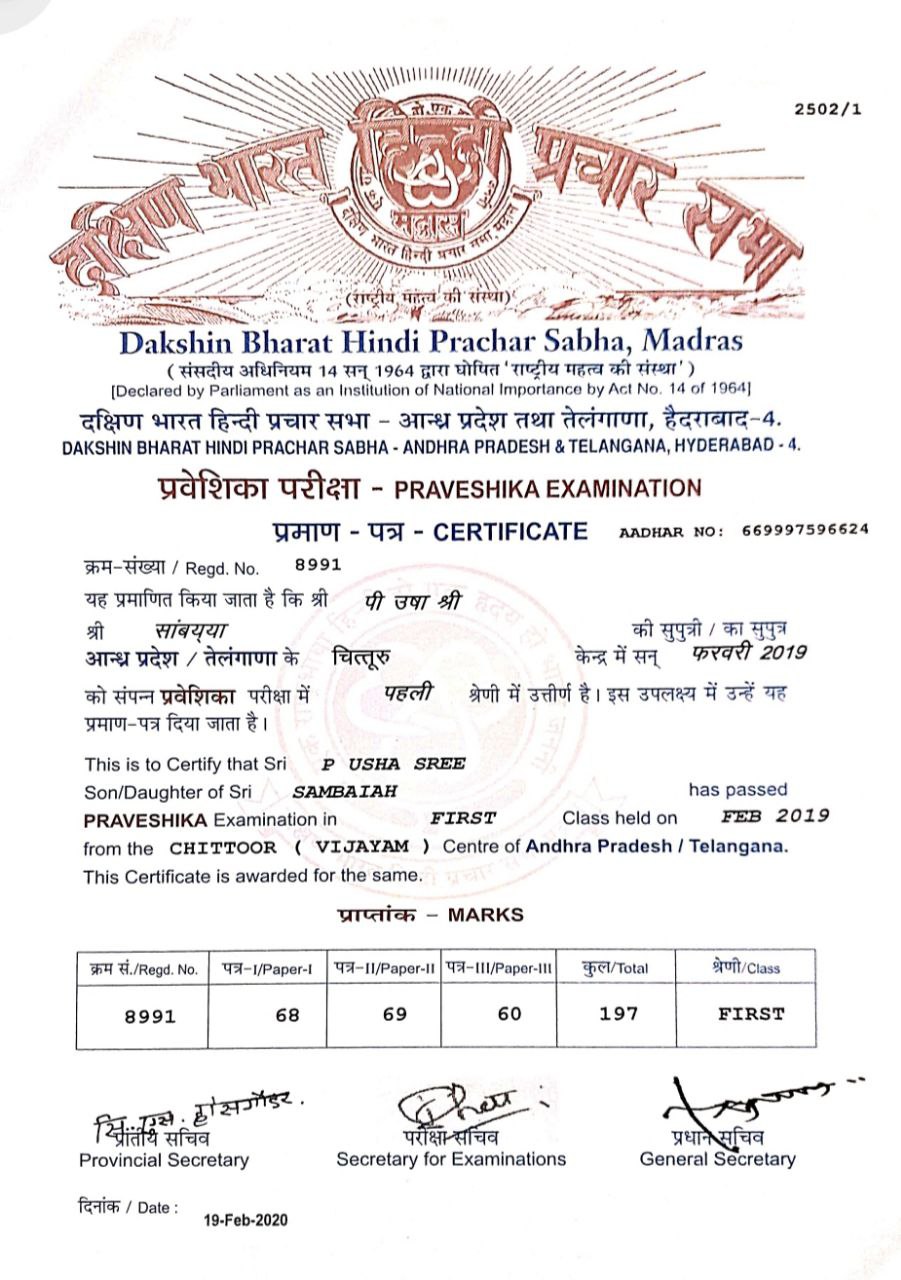 2502/1
दक्षिण भारत हिन्दी प्रचार सभा
मद्रास
दक्षिण भारत हिन्दी प्रचार सभा, मद्रास
(राष्ट्रीय महत्व की संस्था)
Dakshin Bharat Hindi Prachar Sabha, Madras
( संसदीय अधिनियम 14 सन् 1964 द्वारा घोषित ' राष्ट्रीय महत्व की संस्था ' )
[Declared by Parliament as an Institution of National Importance by Act No. 14 of 1964]
दक्षिण भारत हिन्दी प्रचार सभा – आन्ध्र प्रदेश तथा तेलंगाणा, हैदराबाद-4.
DAKSHIN BHARAT HINDI PRACHAR SABHA - ANDHRA PRADESH & TELANGANA, HYDERABAD - 4.
प्रवेशिका परीक्षा - PRAVESHIKA EXAMINATION
प्रमाण - पत्र - CERTIFICATE AADHAR NO: 669997596624
क्रम-संख्या / Regd. No. 8991
यह प्रमाणित किया जाता है कि श्री पी उषा श्री
श्री सांबय्या की सुपुत्री / का सुपुत्र
आन्ध्र प्रदेश / तेलंगाणा के चित्तूरु केन्द्र में सन् फरवरी 2019
को संपन्न प्रवेशिका परीक्षा में पहली श्रेणी में उत्तीर्ण है। इस उपलक्ष्य में उन्हें यह
प्रमाण-पत्र दिया जाता है।
This is to Certify that Sri P USHA SREE
Son/Daughter of Sri SAMBAIAH has passed
PRAVESHIKA Examination in FIRST Class held on FEB 2019
from the CHITTOOR ( VIJAYAM ) Centre of Andhra Pradesh / Telangana.
This Certificate is awarded for the same.
प्राप्तांक – MARKS
क्रम सं./Regd. No. पत्र-I/Paper-I पत्र-II/Paper-II पत्र-III/Paper-III कुल/Total श्रेणी/Class
8991 68 69 60 197 FIRST
प्रांतीय सचिव परीक्षा सचिव प्रधान सचिव
Provincial Secretary Secretary for Examinations General Secretary
दिनांक / Date : 19-Feb-2020